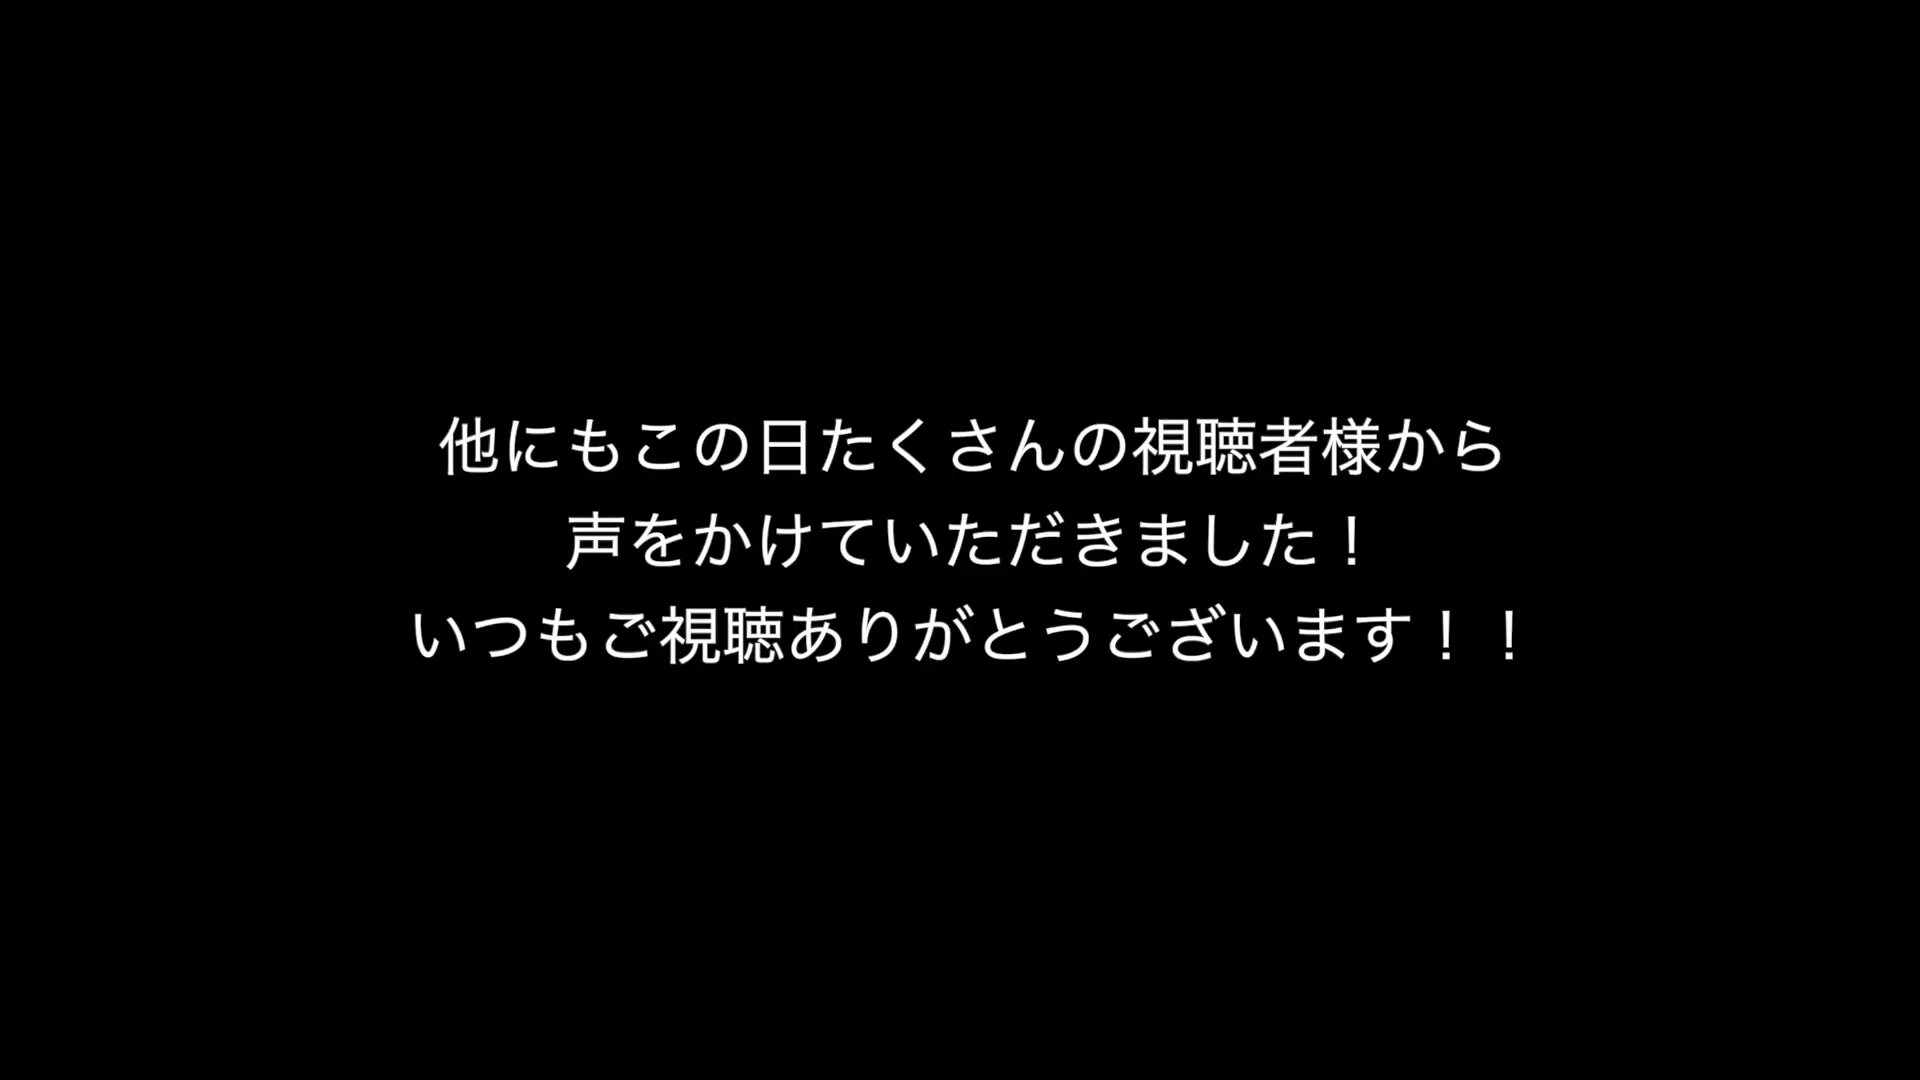 他にもこの日たくさんの視聴者様から
声をかけていただきました！
いつもご視聴ありがとうございます！！